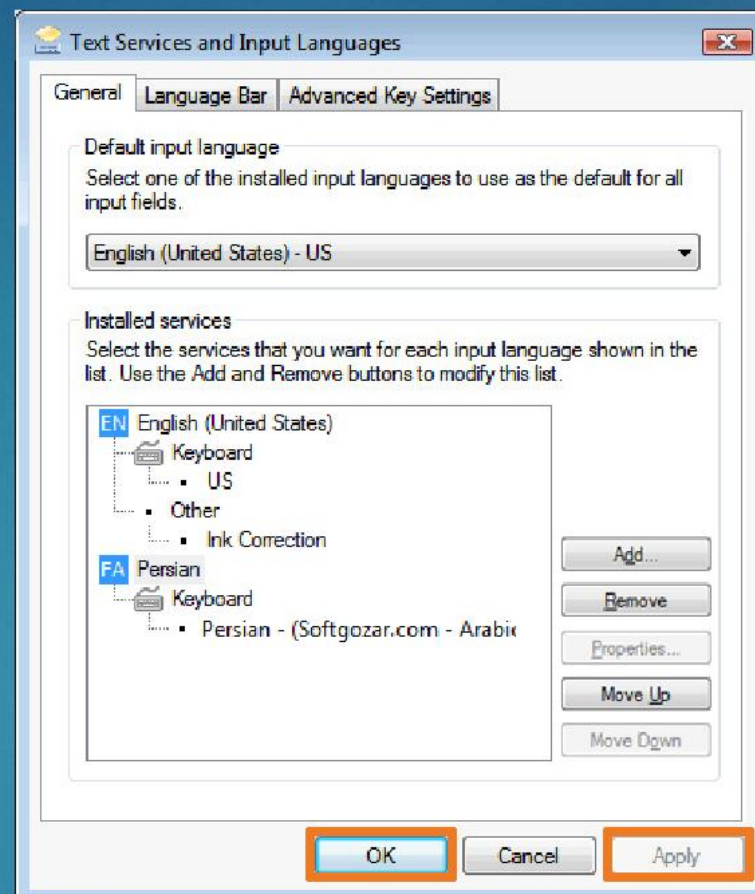 Text Services and Input Languages
General
Language Bar
Advanced Key Settings
Default input language
Select one of the installed input languages to use as the default for all
input fields.
English (United States) - US
Installed services
Select the services that you want for each input language shown in the
list. Use the Add and Remove buttons to modify this list.
EN English (United States)
Keyboard
US
Other
Ink Correction
FA Persian
Keyboard
Persian - (Softgozar.com - Arabic
Add...
Remove
Properties...
Move Up
Move Down
OK
Cancel
Apply